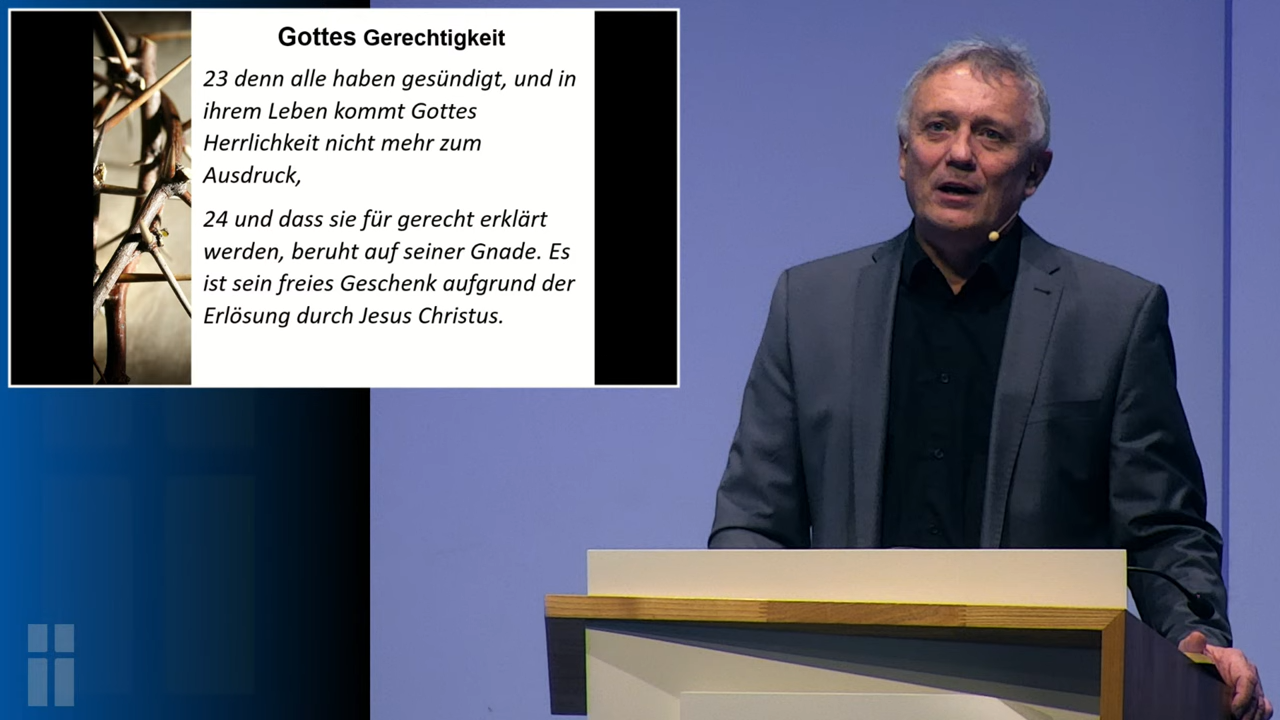 Gottes Gerechtigkeit
23 denn alle haben gesündigt, und in
ihrem Leben kommt Gottes
Herrlichkeit nicht mehr zum
Ausdruck,
24 und dass sie für gerecht erklärt
werden, beruht auf seiner Gnade. Es
ist sein freies Geschenk aufgrund der
Erlösung durch Jesus Christus.